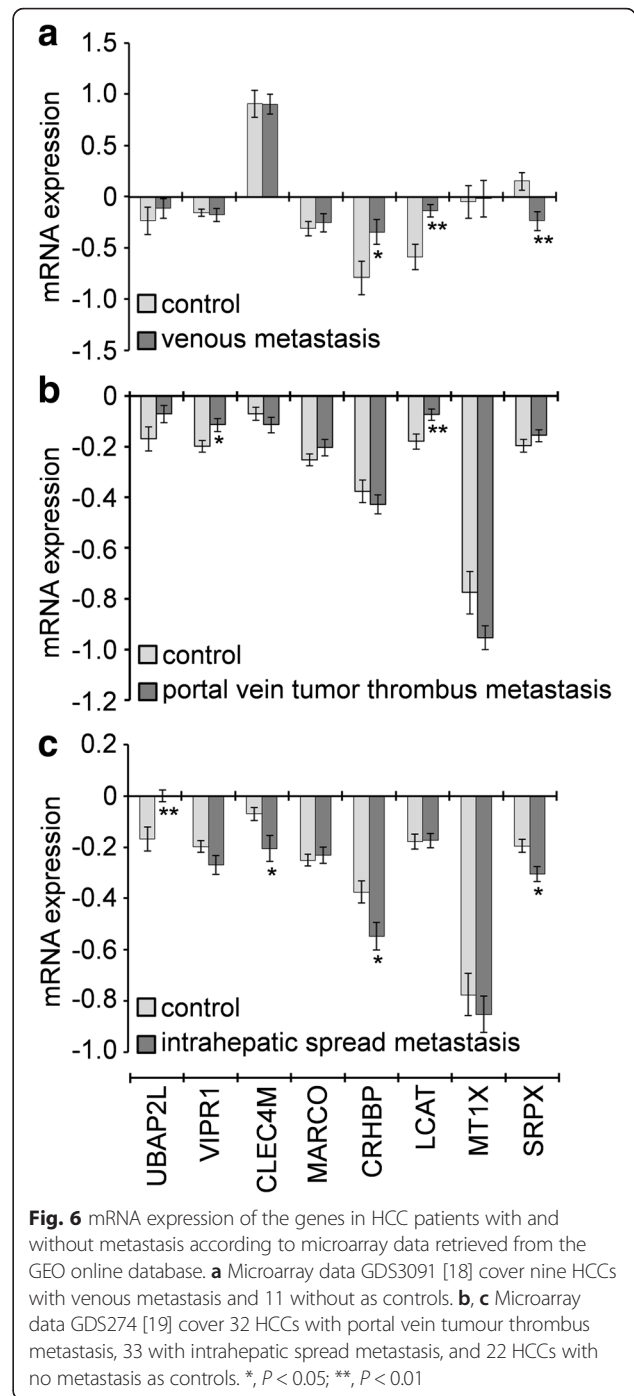 a
1.5
1.0
0.5
0
-0.5
-1.0
-1.5
mRNA expression
* ** **
control
venous metastasis
b
0
-0.2
-0.4
-0.6
-0.8
-1.0
-1.2
mRNA expression
* **
control
portal vein tumor thrombus metastasis
c
0.2
0
-0.2
-0.4
-0.6
-0.8
-1.0
mRNA expression
** * * *
control
intrahepatic spread metastasis
UBAP2L
VIPR1
CLEC4M
MARCO
CRHBP
LCAT
MT1X
SRPX
Fig. 6 mRNA expression of the genes in HCC patients with and
without metastasis according to microarray data retrieved from the
GEO online database. a Microarray data GDS3091 [18] cover nine HCCs
with venous metastasis and 11 without as controls. b, c Microarray
data GDS274 [19] cover 32 HCCs with portal vein tumour thrombus
metastasis, 33 with intrahepatic spread metastasis, and 22 HCCs with
no metastasis as controls. *, P < 0.05; **, P < 0.01